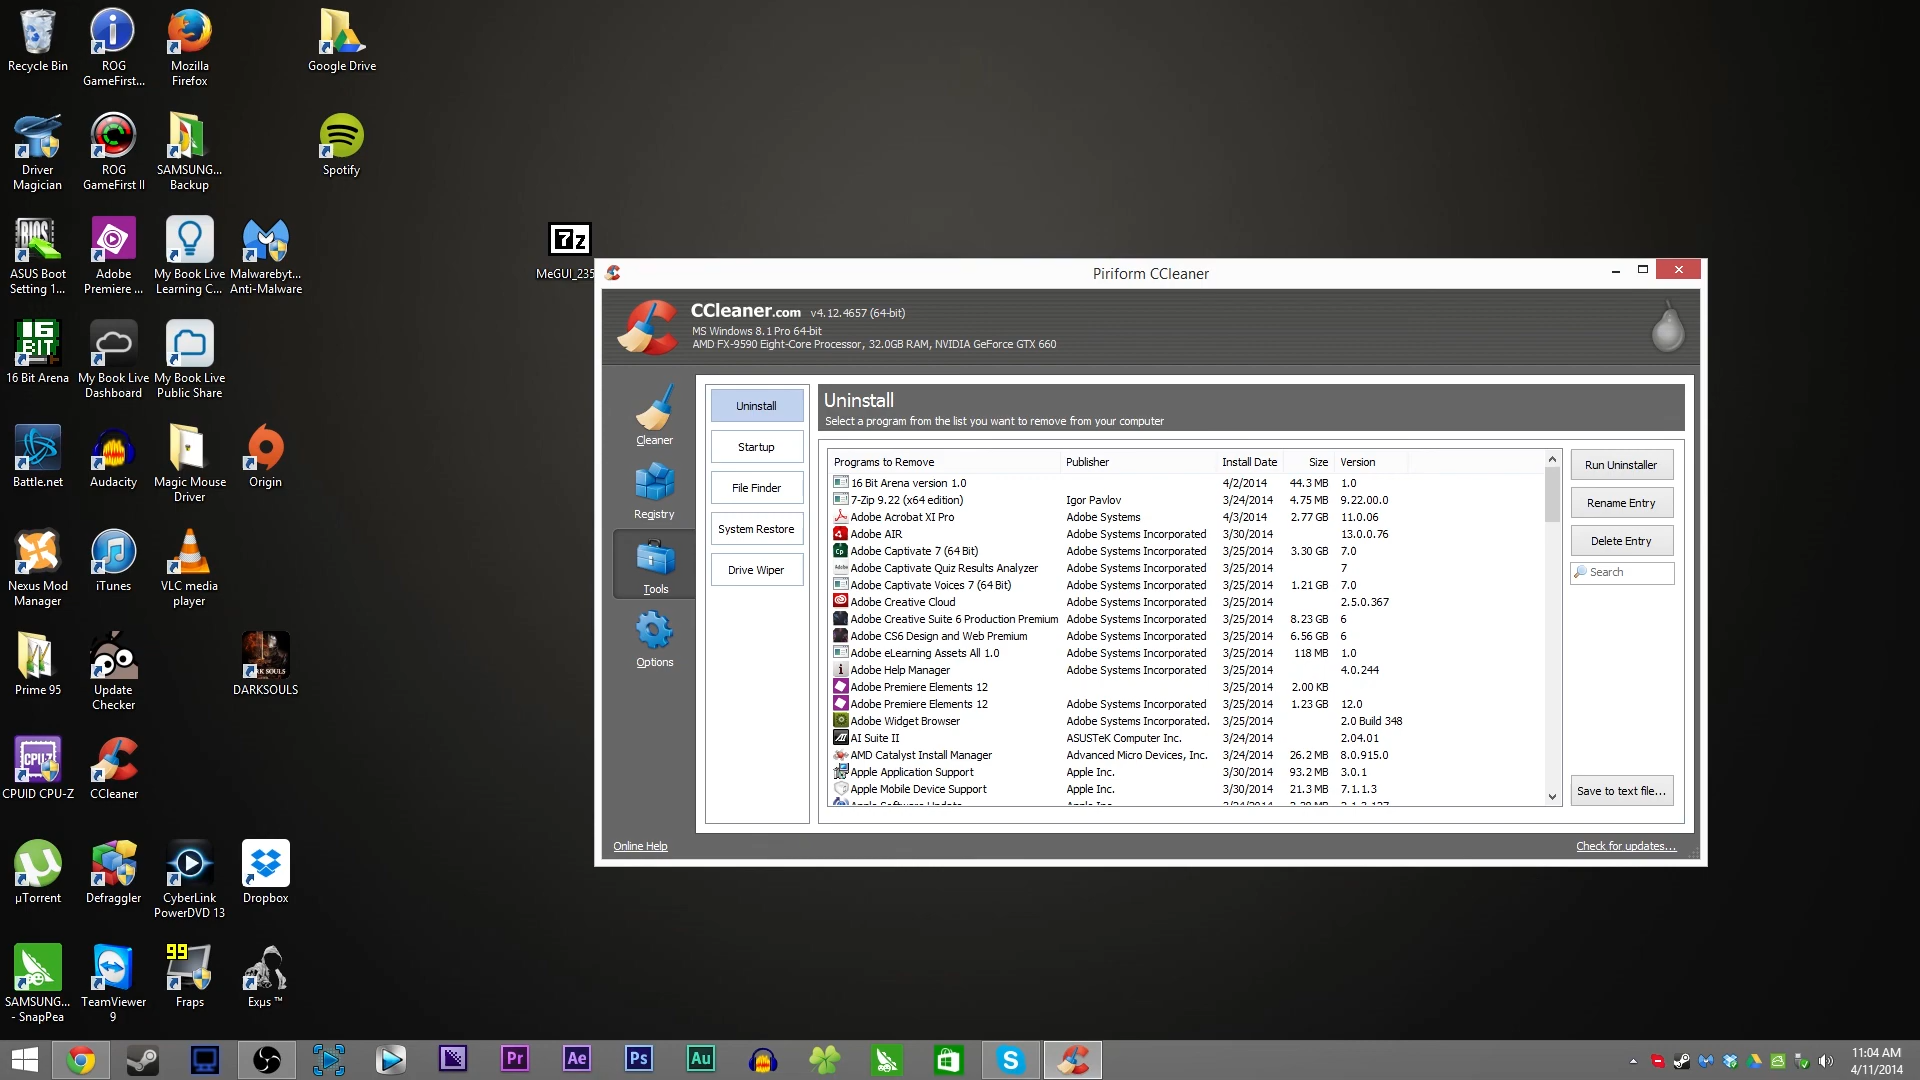 Recycle Bin
ROG
GameFirst...
Mozilla
Firefox
Google Drive
Driver
Magician
ROG
GameFirst II
SAMSUNG...
Backup
Spotify
BIOS
ASUS Boot
Setting 1...
Adobe
Premiere ...
My Book Live
Learning C...
Malwarebyt...
Anti-Malware
7z
MeGUI_235
16
BIT
16 Bit Arena
My Book Live
Dashboard
My Book Live
Public Share
Battle.net
Audacity
Magic Mouse
Driver
Origin
Nexus Mod
Manager
iTunes
VLC media
player
Prime 95
Update
Checker
DARKSOULS
CPU-Z
CPUID CPU-Z
CCleaner
µTorrent
Defraggler
CyberLink
PowerDVD 13
Dropbox
SAMSUNG...
- SnapPea
TeamViewer
9
99
Fraps
Exµs ™
Piriform CCleaner
CCleaner.com v4.12.4657 (64-bit)
MS Windows 8.1 Pro 64-bit
AMD FX-9590 Eight-Core Processor, 32.0GB RAM, NVIDIA GeForce GTX 660
Cleaner
Registry
Tools
Options
Uninstall
Startup
File Finder
System Restore
Drive Wiper
Uninstall
Select a program from the list you want to remove from your computer
Programs to Remove Publisher Install Date Size Version
16 Bit Arena version 1.0 4/2/2014 44.3 MB 1.0
7-Zip 9.22 (x64 edition) Igor Pavlov 3/24/2014 4.75 MB 9.22.00.0
Adobe Acrobat XI Pro Adobe Systems 4/3/2014 2.77 GB 11.0.06
Adobe AIR Adobe Systems Incorporated 3/30/2014 13.0.0.76
Adobe Captivate 7 (64 Bit) Adobe Systems Incorporated 3/25/2014 3.30 GB 7.0
Adobe Captivate Quiz Results Analyzer Adobe Systems Incorporated 3/25/2014 7
Adobe Captivate Voices 7 (64 Bit) Adobe Systems Incorporated 3/25/2014 1.21 GB 7.0
Adobe Creative Cloud Adobe Systems Incorporated 3/25/2014 2.5.0.367
Adobe Creative Suite 6 Production Premium Adobe Systems Incorporated 3/25/2014 8.23 GB 6
Adobe CS6 Design and Web Premium Adobe Systems Incorporated 3/25/2014 6.56 GB 6
Adobe eLearning Assets All 1.0 Adobe Systems Incorporated 3/25/2014 118 MB 1.0
Adobe Help Manager Adobe Systems Incorporated 3/25/2014 4.0.244
Adobe Premiere Elements 12 3/25/2014 2.00 KB
Adobe Premiere Elements 12 Adobe Systems Incorporated 3/25/2014 1.23 GB 12.0
Adobe Widget Browser Adobe Systems Incorporated. 3/25/2014 2.0 Build 348
AI Suite II ASUSTeK Computer Inc. 3/24/2014 2.04.01
AMD Catalyst Install Manager Advanced Micro Devices, Inc. 3/24/2014 26.2 MB 8.0.915.0
Apple Application Support Apple Inc. 3/30/2014 93.2 MB 3.0.1
Apple Mobile Device Support Apple Inc. 3/30/2014 21.3 MB 7.1.1.3
Apple Software Update Apple Inc.
Run Uninstaller
Rename Entry
Delete Entry
Search
Save to text file...
Online Help
Check for updates...
Pr
Ae
Ps
Au
11:04 AM
4/11/2014